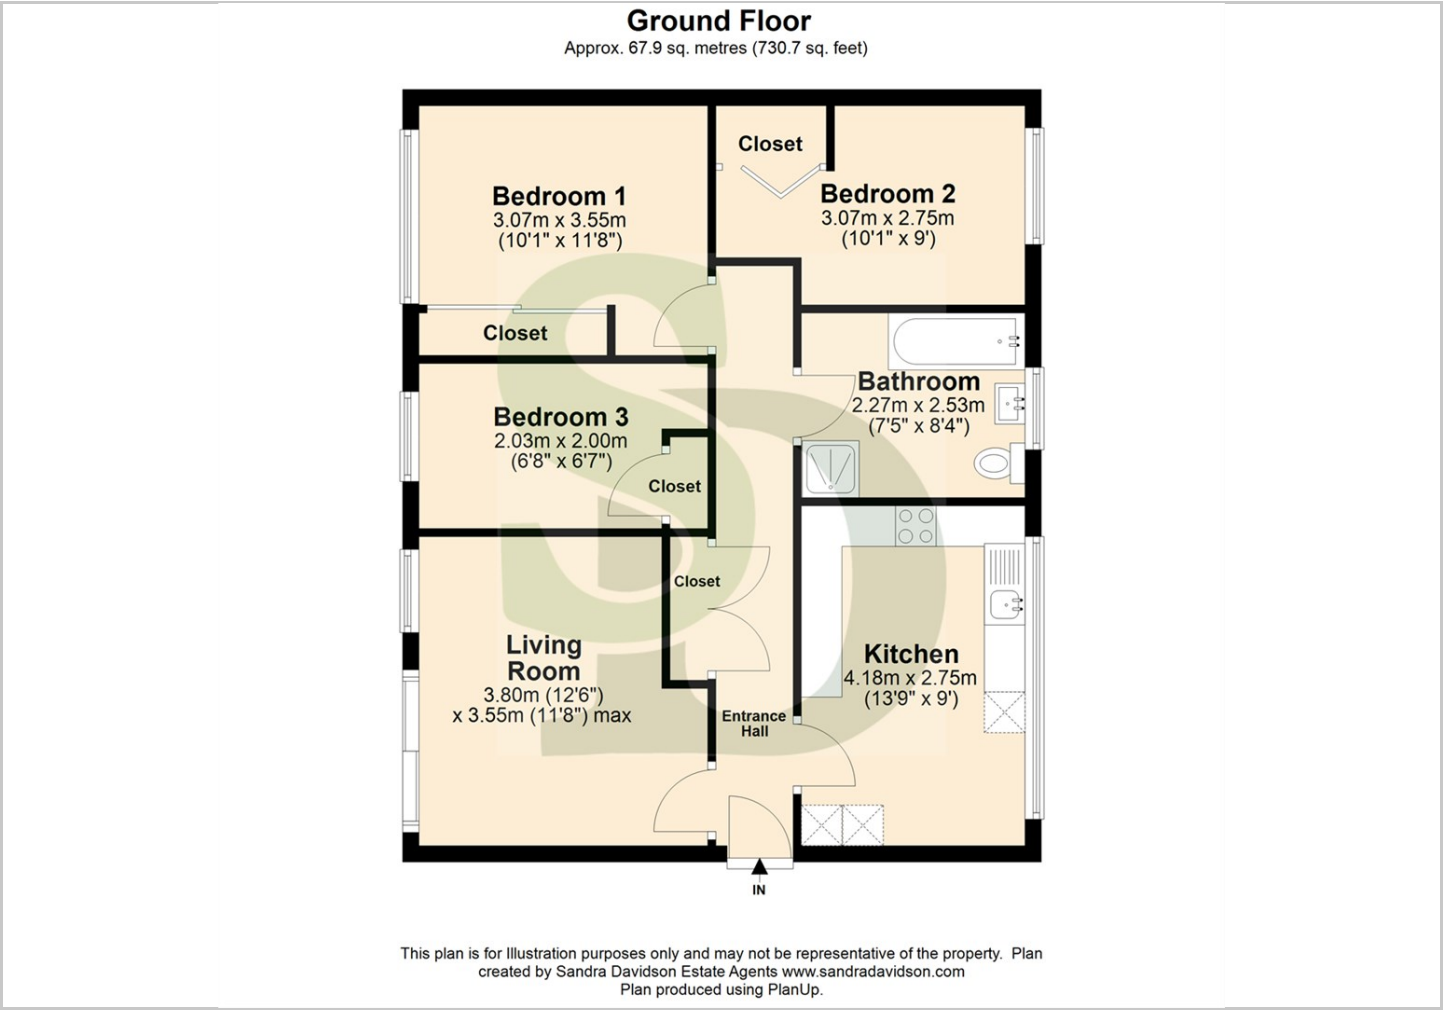 Ground Floor
Approx. 67.9 sq. metres (730.7 sq. feet)
Closet
Bedroom 1
3.07m x 3.55m
(10'1" x 11'8")
Bedroom 2
3.07m x 2.75m
(10'1" x 9')
Closet
Bathroom
2.27m x 2.53m
(7'5" x 8'4")
Bedroom 3
2.03m x 2.00m
(6'8" x 6'7")
Closet
Closet
Living
Room
3.80m (12'6")
x 3.55m (11'8") max
Kitchen
4.18m x 2.75m
(13'9" x 9')
Entrance
Hall
IN
This plan is for Illustration purposes only and may not be representative of the property.  Plan
created by Sandra Davidson Estate Agents www.sandradavidson.com
Plan produced using PlanUp.
SD